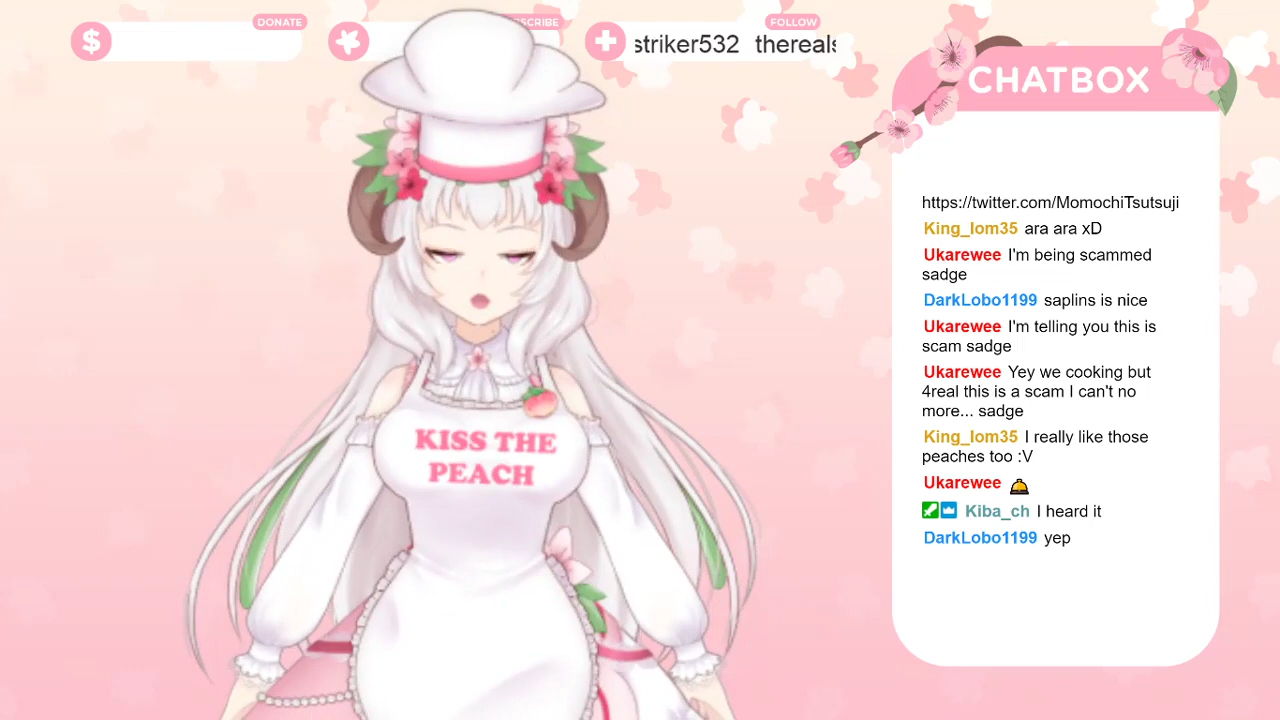 DONATE
FOLLOW
striker532 thereals
CHATBOX
https://twitter.com/MomochiTsutsuji
King_lom35 ara ara xD
Ukarewee I'm being scammed
sadge
DarkLobo1199 saplins is nice
Ukarewee I'm telling you this is
scam sadge
Ukarewee Yey we cooking but
4real this is a scam I can't no
more... sadge
King_lom35 I really like those
peaches too :V
Ukarewee
Kiba_ch I heard it
DarkLobo1199 yep
KISS THE
PEACH